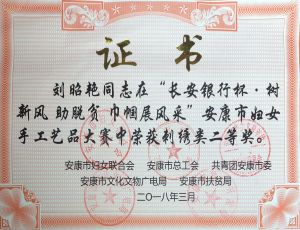 证书
刘昭艳同志在“长安银行杯·树
新风 助脱贫 巾帼展风采”安康市妇女
手工艺品大赛中荣获刺绣类二等奖。
安康市妇女联合会 安康市总工会 共青团安康市委
安康市文化文物广电局 安康市扶贫局
二〇一八年三月